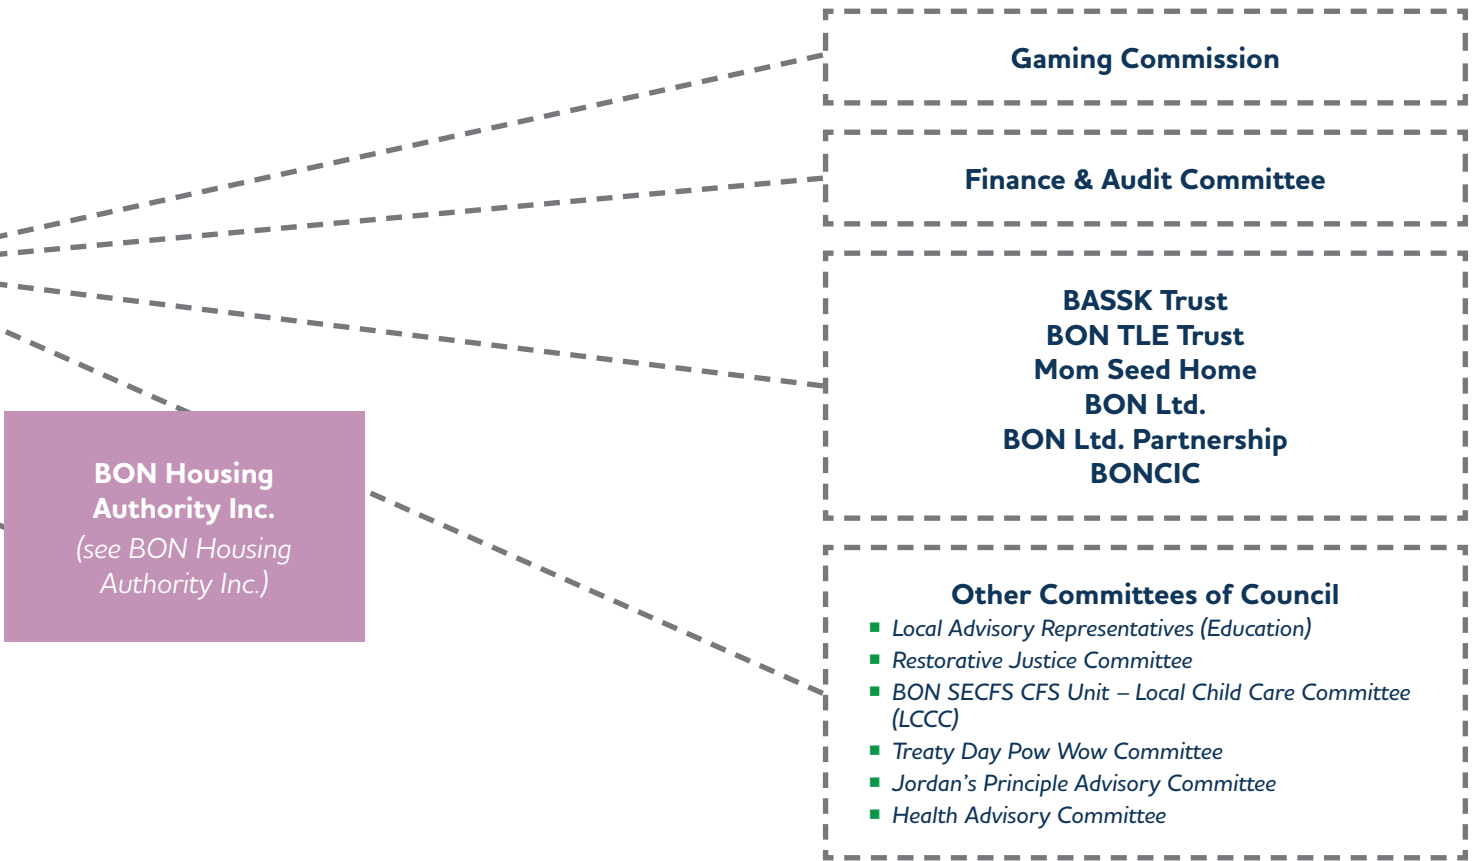 Gaming Commission
Finance & Audit Committee
BASSK Trust
BON TLE Trust
Mom Seed Home
BON Ltd.
BON Ltd. Partnership
BONCIC
BON Housing
Authority Inc.
(see BON Housing
Authority Inc.)
Other Committees of Council
Local Advisory Representatives (Education)
Restorative Justice Committee
BON SECFS CFS Unit – Local Child Care Committee
(LCCC)
Treaty Day Pow Wow Committee
Jordan’s Principle Advisory Committee
Health Advisory Committee